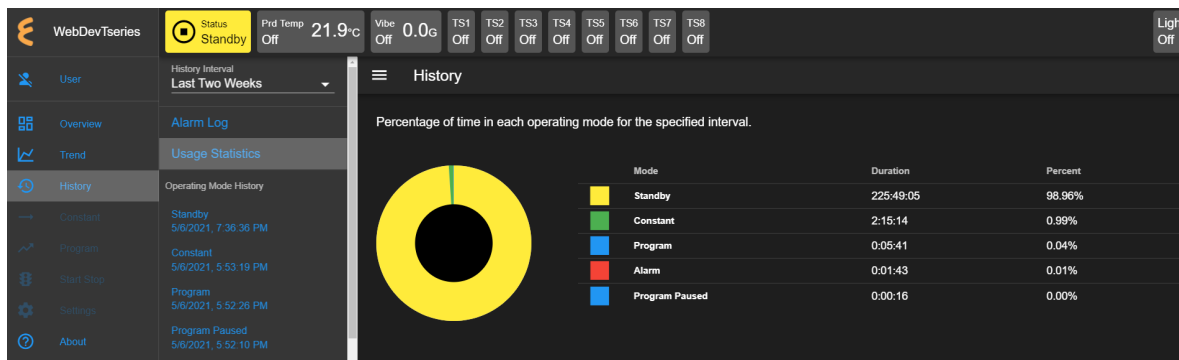 WebDevTseries
Status
Standby
Prd Temp
Off
21.9°C
Vibe
Off
0.0G
TS1
Off
TS2
Off
TS3
Off
TS4
Off
TS5
Off
TS6
Off
TS7
Off
TS8
Off
Ligh
Off
User
Overview
Trend
History
Constant
Program
Start Stop
Settings
About
History Interval
Last Two Weeks
Alarm Log
Usage Statistics
Operating Mode History
Standby
5/6/2021, 7:36:36 PM
Constant
5/6/2021, 5:53:19 PM
Program
5/6/2021, 5:52:26 PM
Program Paused
5/6/2021, 5:52:10 PM
History
Percentage of time in each operating mode for the specified interval.
Mode Duration Percent
Standby 225:49:05 98.96%
Constant 2:15:14 0.99%
Program 0:05:41 0.04%
Alarm 0:01:43 0.01%
Program Paused 0:00:16 0.00%